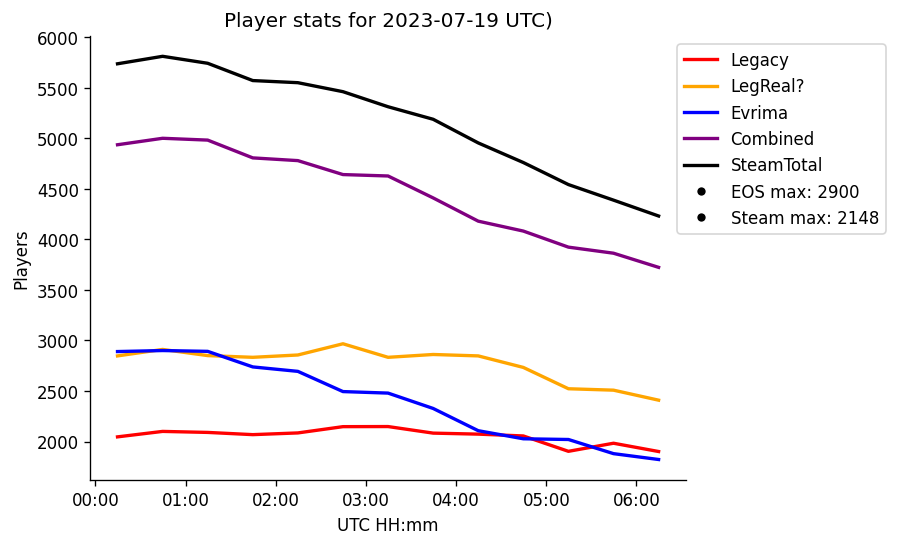 Player stats for 2023-07-19 UTC)
6000
5500
5000
4500
4000
3500
3000
2500
2000
Players
00:00 01:00 02:00 03:00 04:00 05:00 06:00
UTC HH:mm
Legacy
LegReal?
Evrima
Combined
SteamTotal
EOS max: 2900
Steam max: 2148